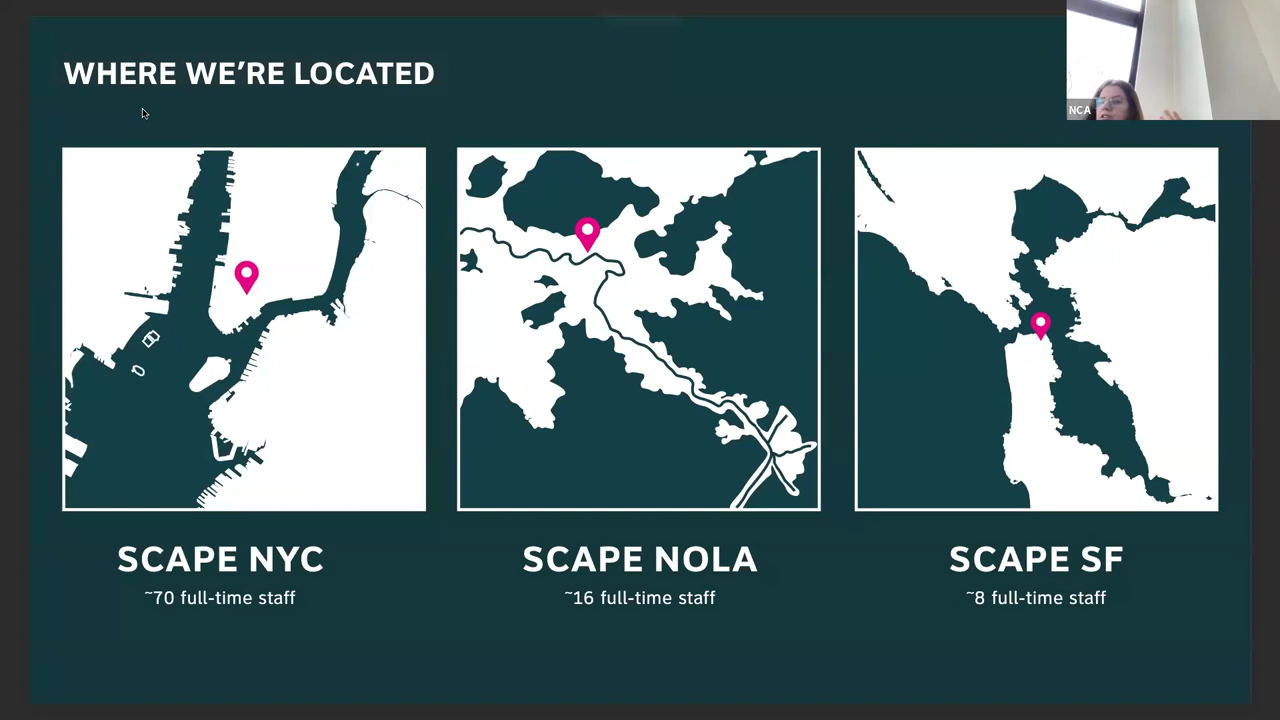 WHERE WE’RE LOCATED
NCA
SCAPE NYC
~70 full-time staff
SCAPE NOLA
~16 full-time staff
SCAPE SF
~8 full-time staff